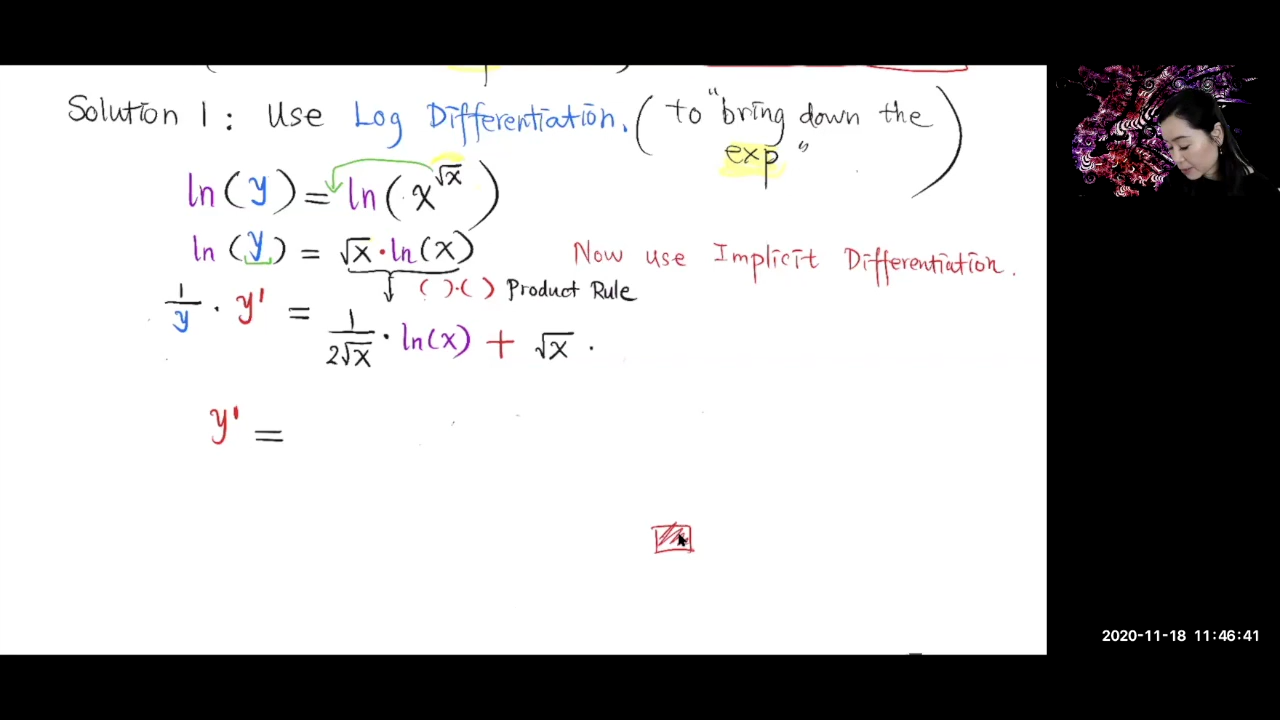 Solution 1 : Use Log Differentiation. ( to "bring down the
exp" )
ln(y) = ln(x^√x)
ln(y) = √x · ln(x)
Now use Implicit Differentiation.
( )·( ) Product Rule
1/y · y' = 1/(2√x) · ln(x) + √x ·
y' =
2020-11-18 11:46:41